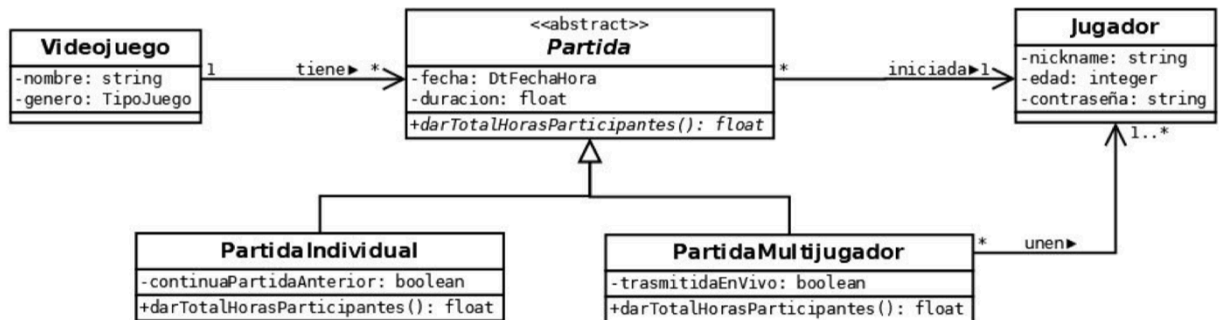 Videojuego
-nombre: string
-genero: TipoJuego
1
tiene▶
*
<<abstract>>
Partida
-fecha: DtFechaHora
-duracion: float
+darTotalHorasParticipantes(): float
*
iniciada▶
1
Jugador
-nickname: string
-edad: integer
-contraseña: string
1..*
PartidaIndividual
-continuaPartidaAnterior: boolean
+darTotalHorasParticipantes(): float
PartidaMultijugador
-trasmitidaEnVivo: boolean
+darTotalHorasParticipantes(): float
*
unen▶